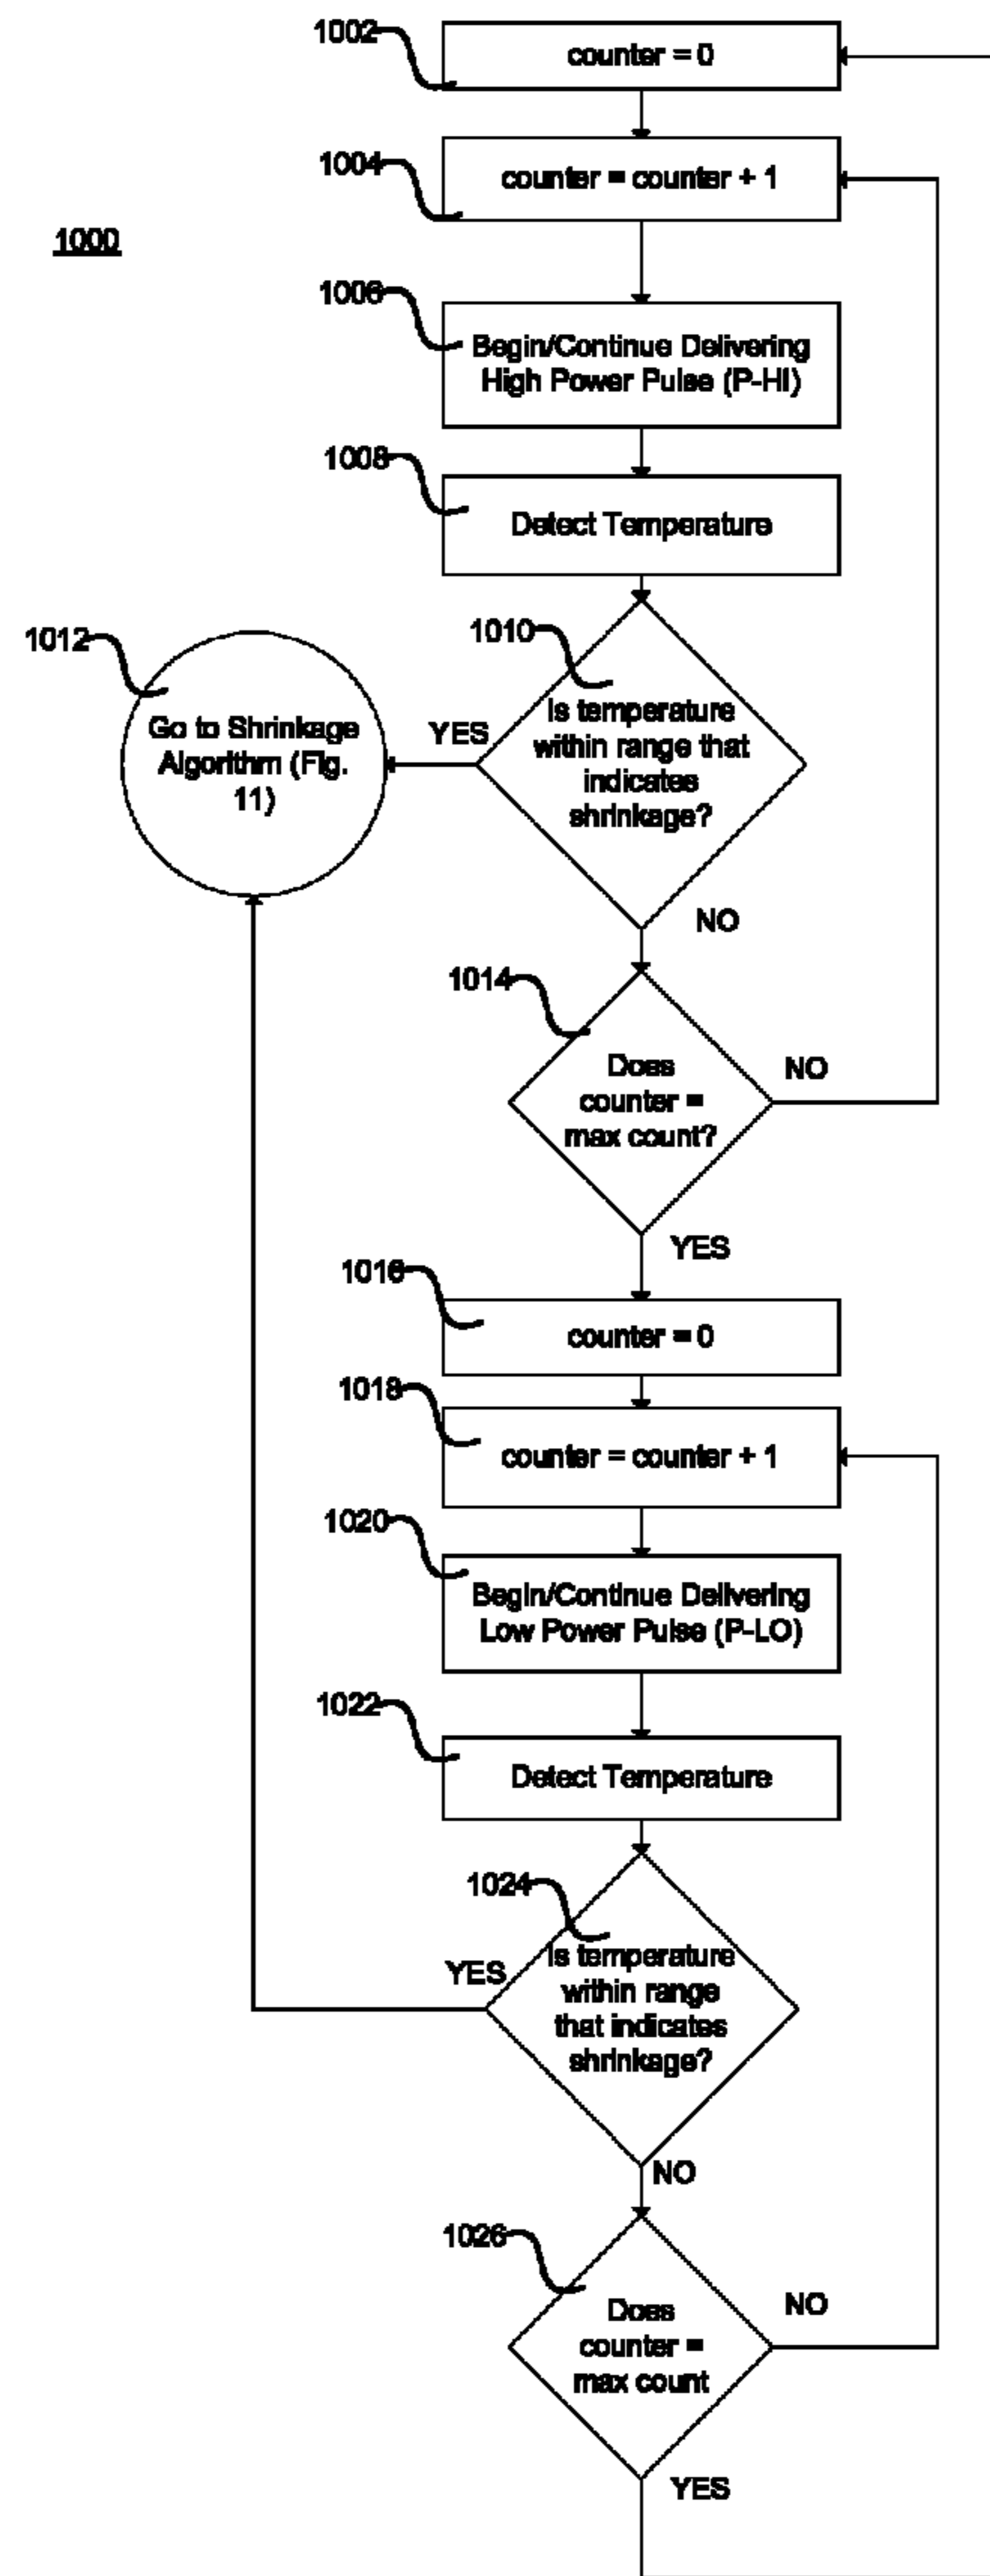 1002
counter = 0
1004
counter = counter + 1
1000
1006
Begin/Continue Delivering
High Power Pulse (P-HI)
1008
Detect Temperature
1010
Is temperature
within range that
indicates
shrinkage?
YES
1012
Go to Shrinkage
Algorithm (Fig.
11)
NO
1014
Does
counter =
max count?
NO
YES
1016
counter = 0
1018
counter = counter + 1
1020
Begin/Continue Delivering
Low Power Pulse (P-LO)
1022
Detect Temperature
1024
Is temperature
within range
that indicates
shrinkage?
YES
NO
1026
Does
counter =
max count
NO
YES